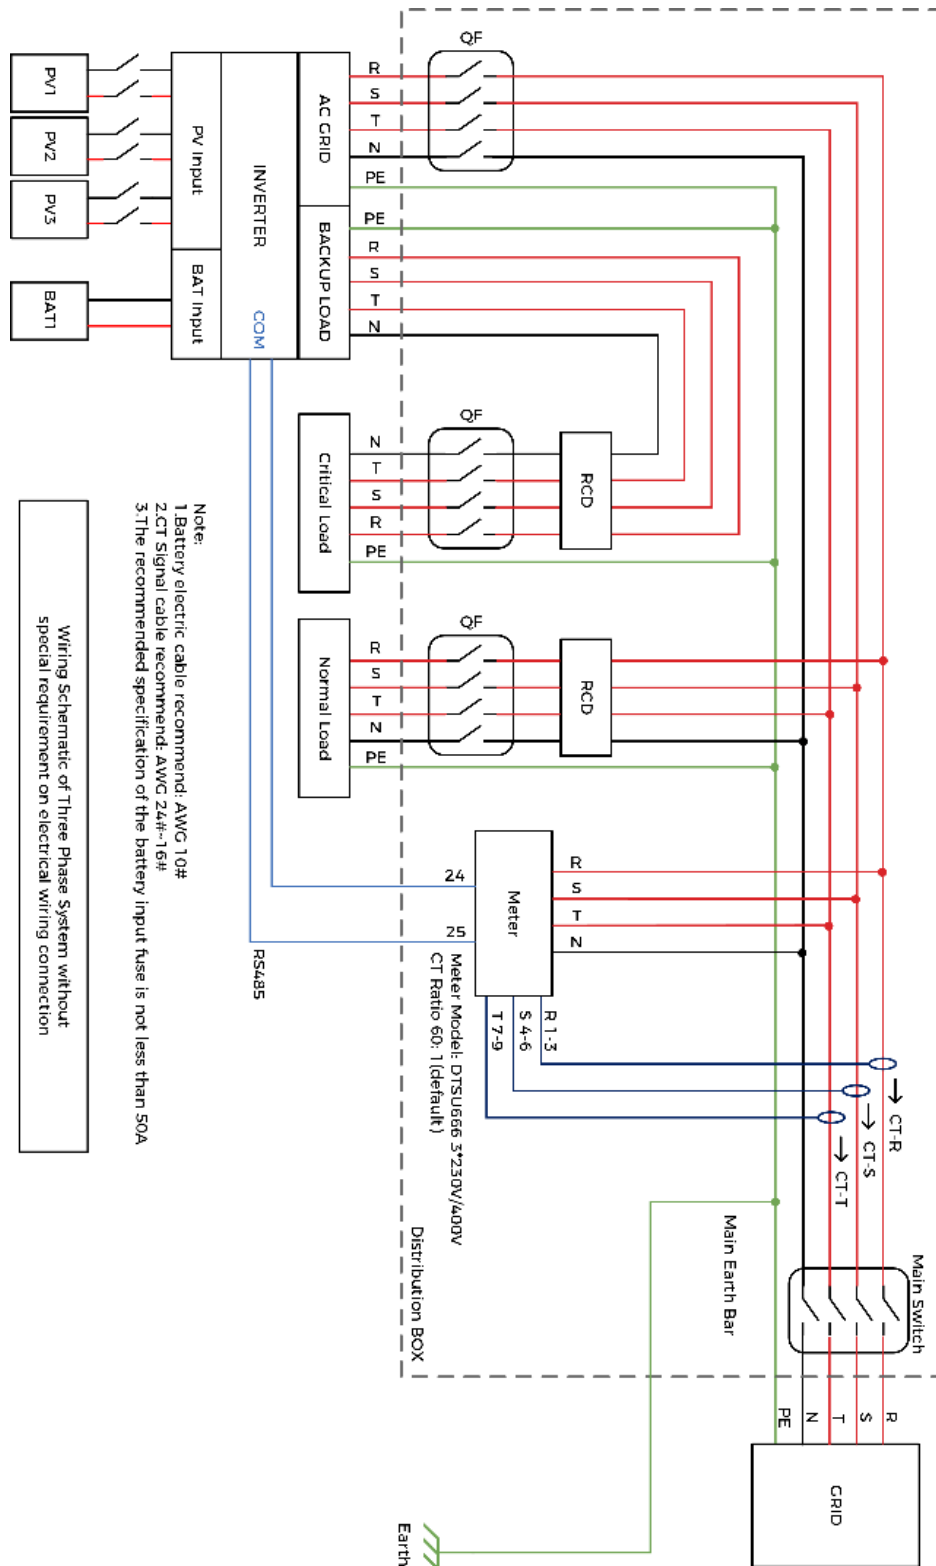 QF
R
S
T
N
PE
PE
R
S
T
N
PV1
PV2
PV3
BAT1
PV Input
BAT Input
INVERTER
COM
AC GRID
BACKUP LOAD
QF
N
T
S
R
PE
Critical Load
RCD
QF
R
S
T
N
PE
Normal Load
RCD
R
S
T
N
Meter
24
25
RS485
R 1-3
S 4-6
T 7-9
Meter Model: DTSU666 3*230V/400V
CT Ratio 60: 1(default)
CT-R
CT-S
CT-T
Main Switch
Main Earth Bar
Distribution BOX
R
S
T
N
PE
GRID
Earth
Note:
1.Battery electric cable recommend: AWG 10#
2.CT Signal cable recommend: AWG 24#~16#
3.The recommended specification of the battery input fuse is not less than 50A
Wiring Schematic of Three Phase System without
special requirement on electrical wiring connection